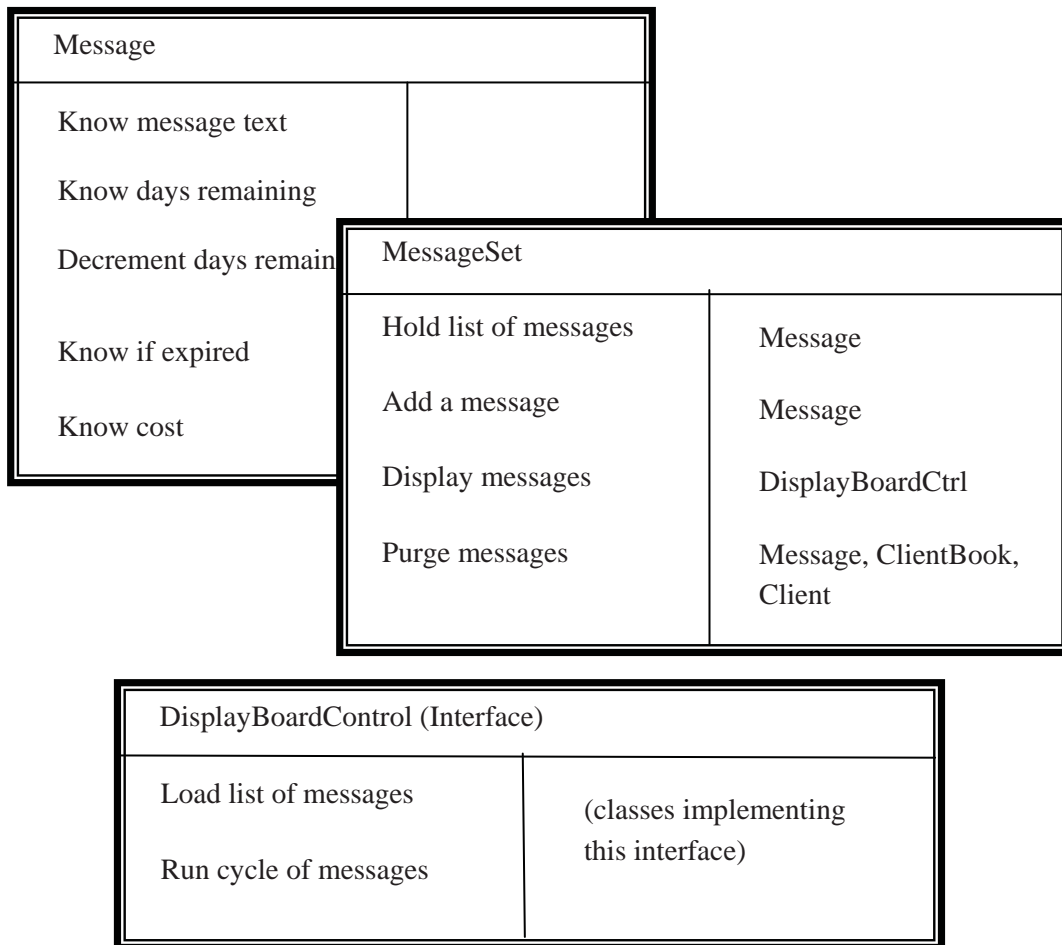 Message
Know message text
Know days remaining
Decrement days remain
Know if expired
Know cost
MessageSet
Hold list of messages
Message
Add a message
Message
Display messages
DisplayBoardCtrl
Purge messages
Message, ClientBook,
Client
DisplayBoardControl (Interface)
Load list of messages
Run cycle of messages
(classes implementing
this interface)